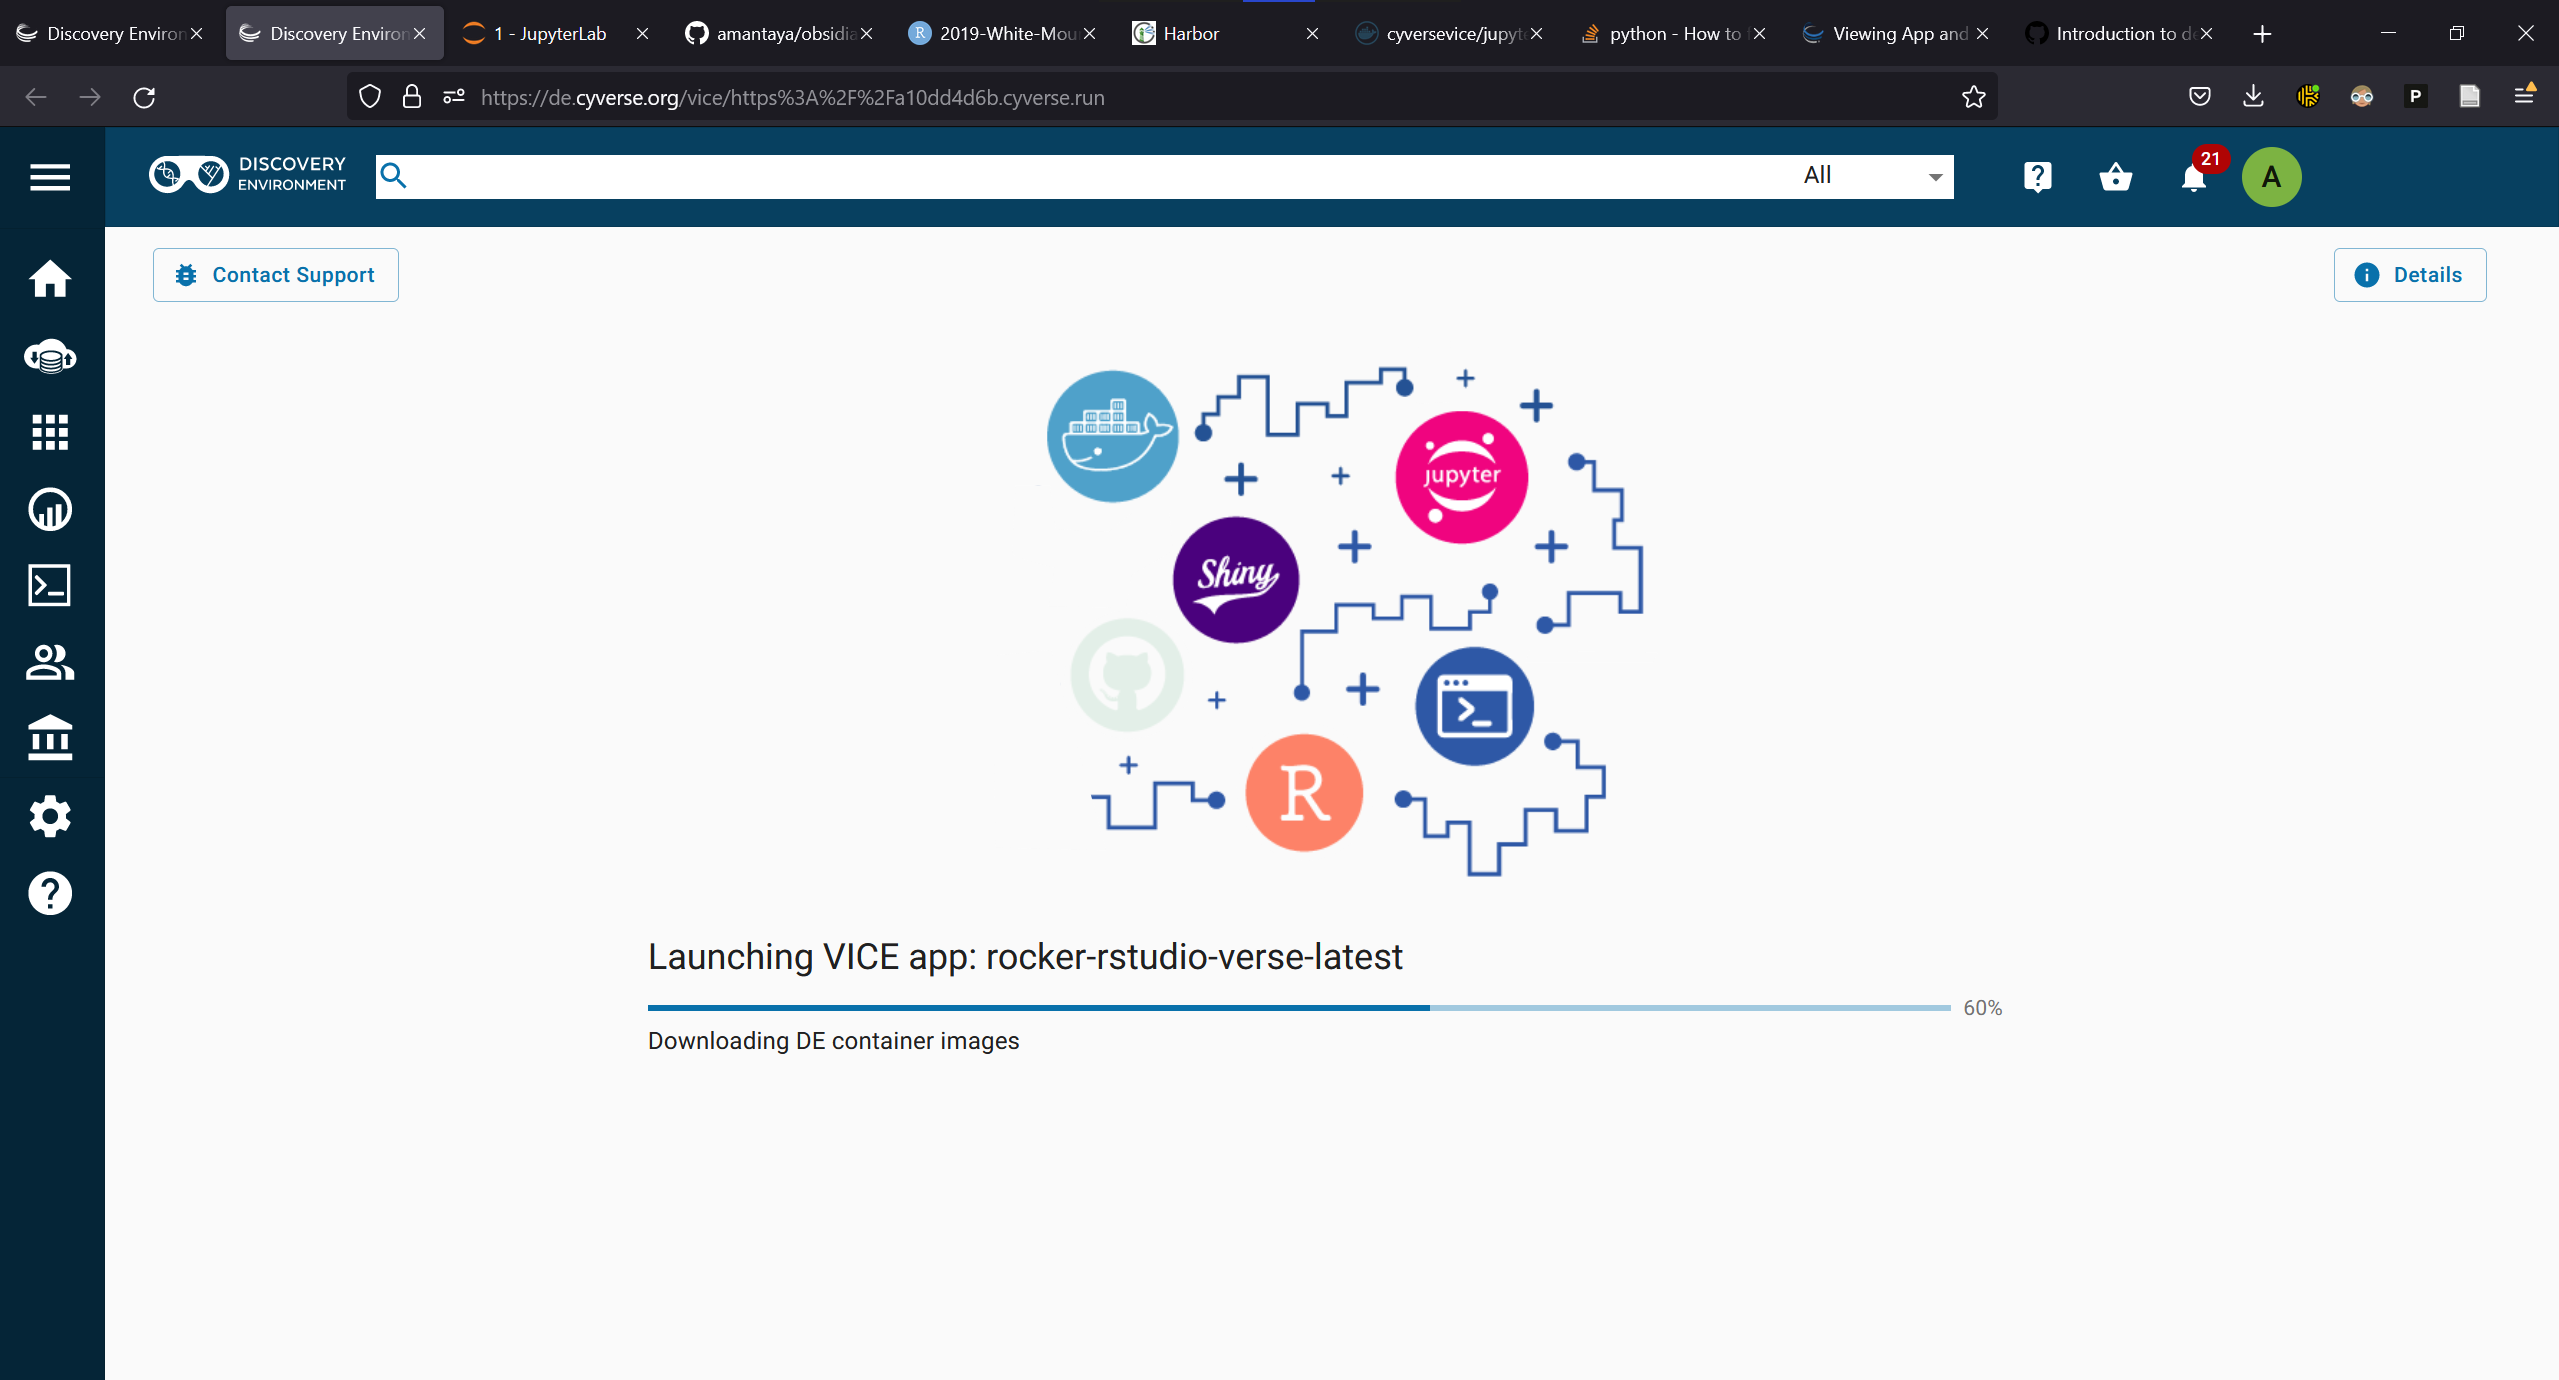 Discovery Environ
Discovery Environ
1 - JupyterLab
amantaya/obsidia
2019-White-Mou
Harbor
cyversevice/jupyt
python - How to f
Viewing App and
Introduction to de
https://de.cyverse.org/vice/https%3A%2F%2Fa10dd4d6b.cyverse.run
P
DISCOVERY
ENVIRONMENT
All
21
A
Contact Support
Details
jupyter
Shiny
R
Launching VICE app: rocker-rstudio-verse-latest
60%
Downloading DE container images